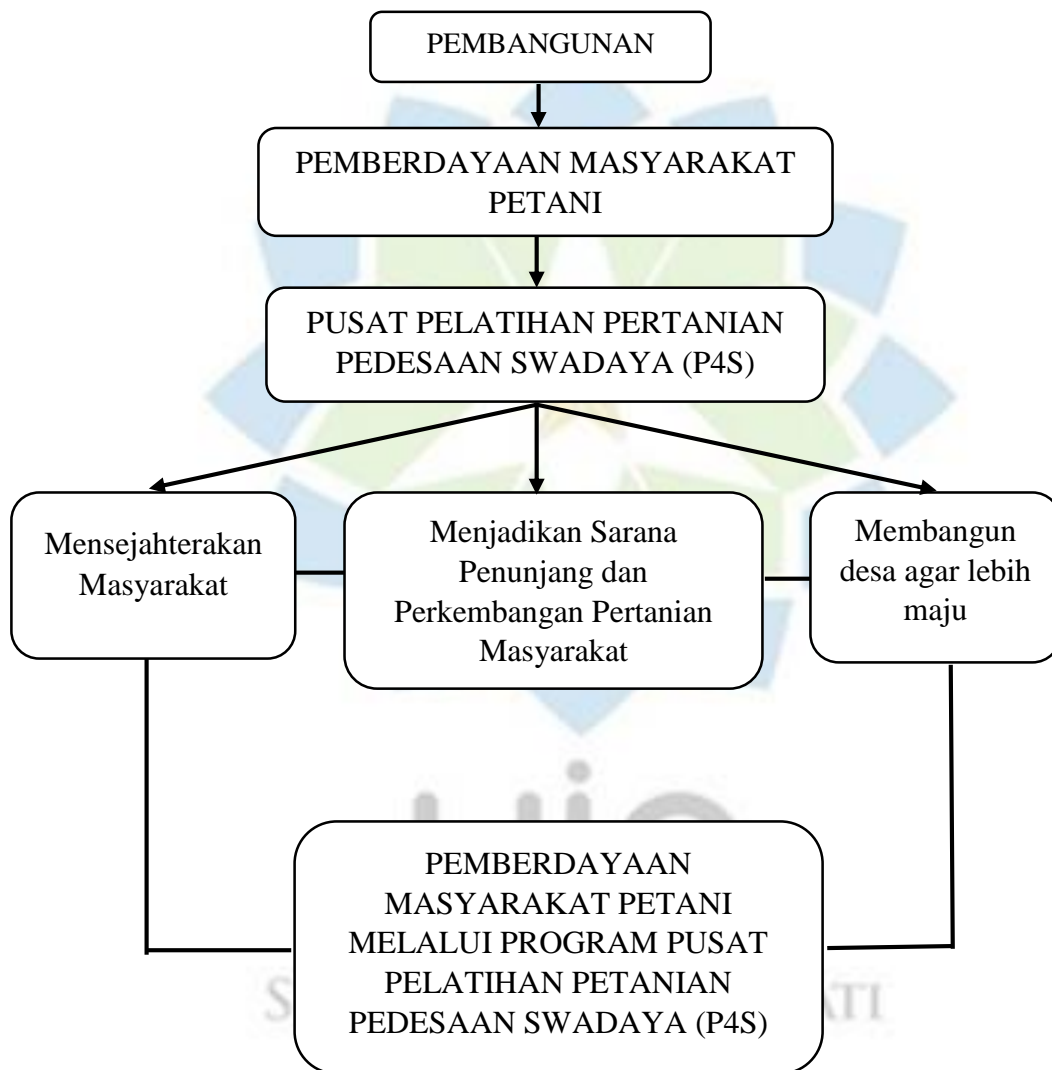 PEMBANGUNAN
PEMBERDAYAAN MASYARAKAT
PETANI
PUSAT PELATIHAN PERTANIAN
PEDESAAN SWADAYA (P4S)
Mensejahterakan
Masyarakat
Menjadikan Sarana
Penunjang dan
Perkembangan Pertanian
Masyarakat
Membangun
desa agar lebih
maju
PEMBERDAYAAN
MASYARAKAT PETANI
MELALUI PROGRAM PUSAT
PELATIHAN PETANIAN
PEDESAAN SWADAYA (P4S)